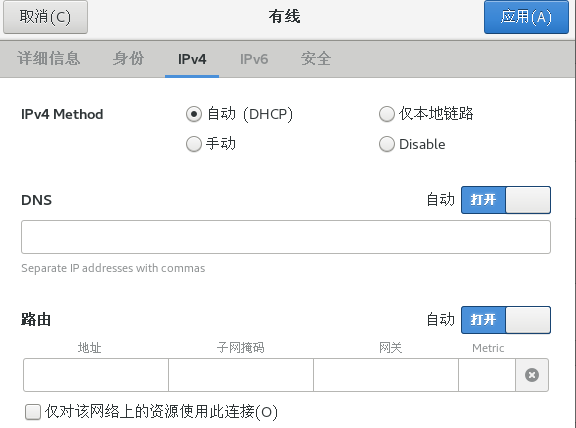 取消(C) 有线 应用(A)
详细信息 身份 IPv4 IPv6 安全
IPv4 Method 自动 (DHCP) 仅本地链路
手动 Disable
DNS 自动 打开
Separate IP addresses with commas
路由 自动 打开
地址 子网掩码 网关 Metric
仅对该网络上的资源使用此连接(O)